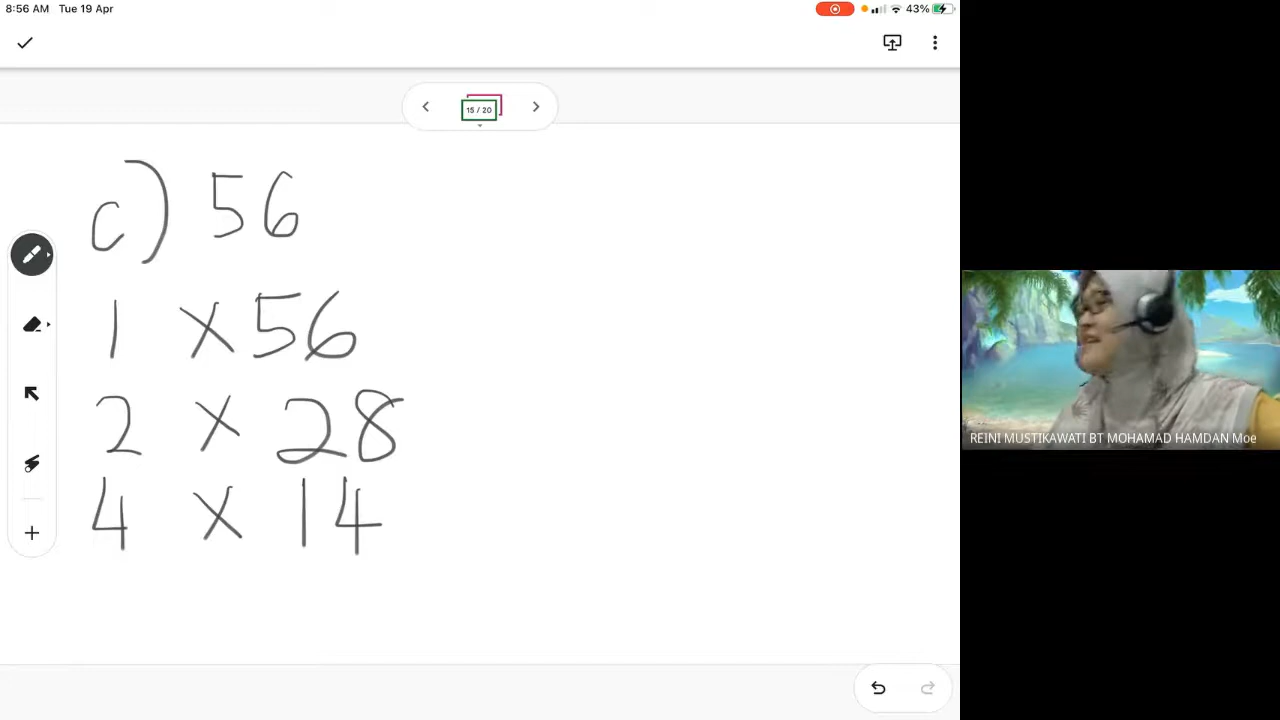 8:56 AM Tue 19 Apr
43%
15 / 20
c) 56
1 x 56
2 x 28
4 x 14
REINI MUSTIKAWATI BT MOHAMAD HAMDAN Moe